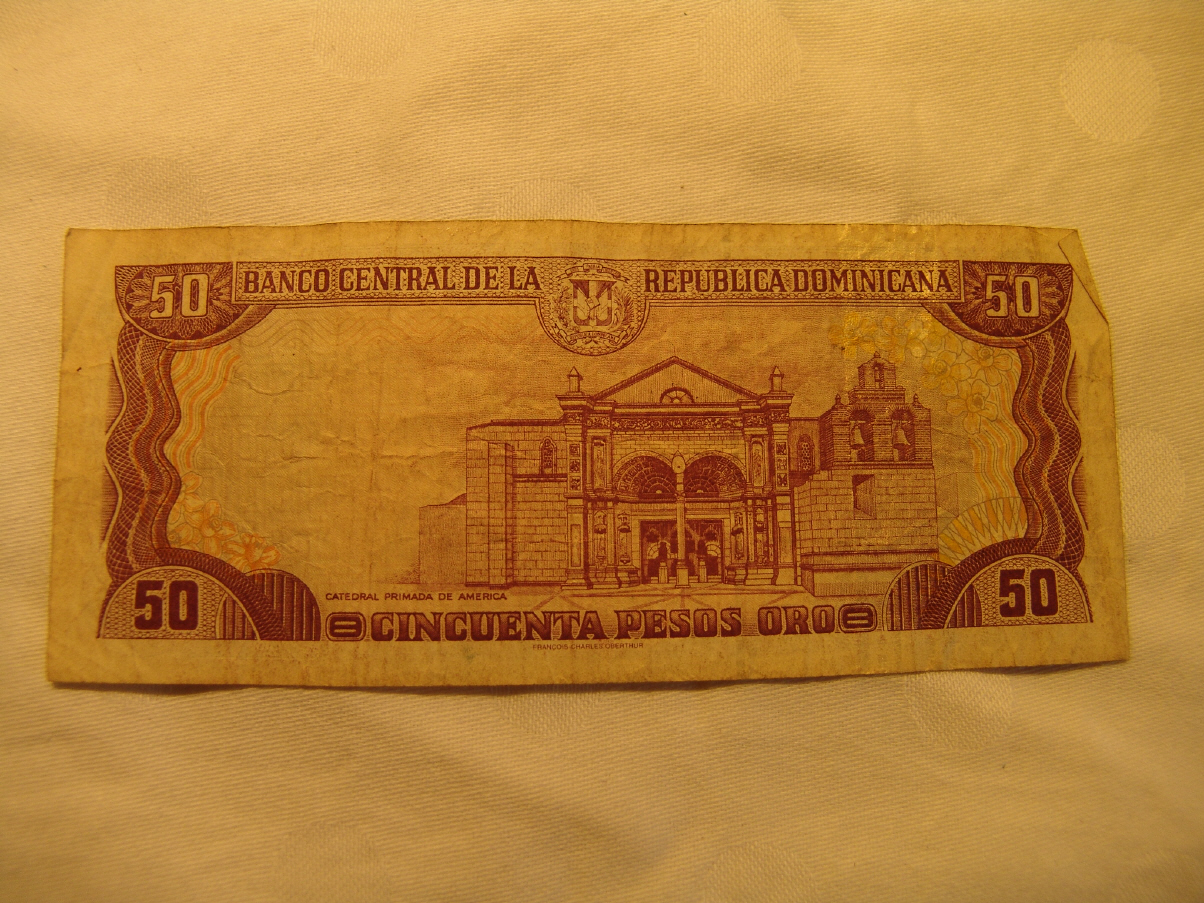 50 BANCO CENTRAL DE LA REPUBLICA DOMINICANA 50
CATEDRAL PRIMADA DE AMERICA
50 CINCUENTA PESOS ORO 50
FRANCOIS-CHARLES OBERTHUR